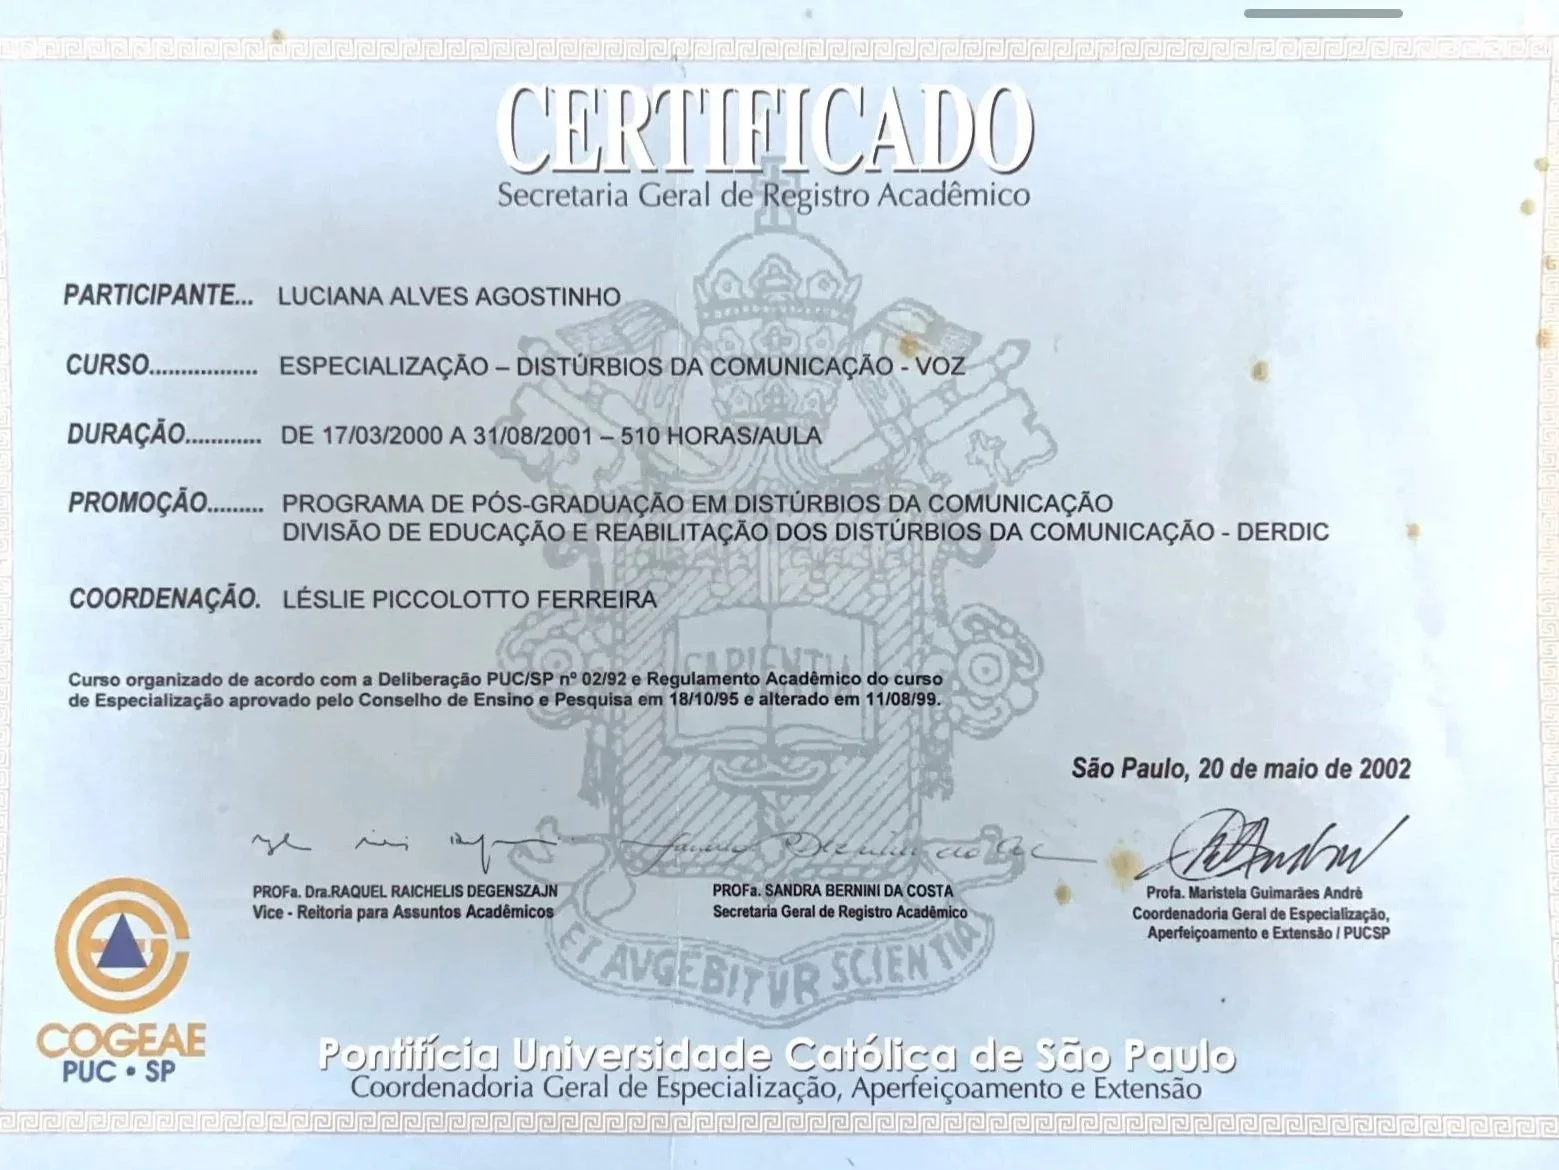 CERTIFICADO
Secretaria Geral de Registro Acadêmico
PARTICIPANTE... LUCIANA ALVES AGOSTINHO
CURSO................. ESPECIALIZAÇÃO – DISTÚRBIOS DA COMUNICAÇÃO - VOZ
DURAÇÃO............ DE 17/03/2000 A 31/08/2001 – 510 HORAS/AULA
PROMOÇÃO......... PROGRAMA DE PÓS-GRADUAÇÃO EM DISTÚRBIOS DA COMUNICAÇÃO
DIVISÃO DE EDUCAÇÃO E REABILITAÇÃO DOS DISTÚRBIOS DA COMUNICAÇÃO - DERDIC
COORDENAÇÃO. LÉSLIE PICCOLOTTO FERREIRA
SAPIENTIA
Curso organizado de acordo com a Deliberação PUC/SP nº 02/92 e Regulamento Acadêmico do curso
de Especialização aprovado pelo Conselho de Ensino e Pesquisa em 18/10/95 e alterado em 11/08/99.
São Paulo, 20 de maio de 2002
PROFa. Dra.RAQUEL RAICHELIS DEGENSZAJN
Vice - Reitoria para Assuntos Acadêmicos
PROFa. SANDRA BERNINI DA COSTA
Secretaria Geral de Registro Acadêmico
Profa. Maristela Guimarães André
Coordenadoria Geral de Especialização,
Aperfeiçoamento e Extensão / PUCSP
ET AVGEBITVR SCIENTIA
COGEAE
PUC • SP
Pontifícia Universidade Católica de São Paulo
Coordenadoria Geral de Especialização, Aperfeiçoamento e Extensão